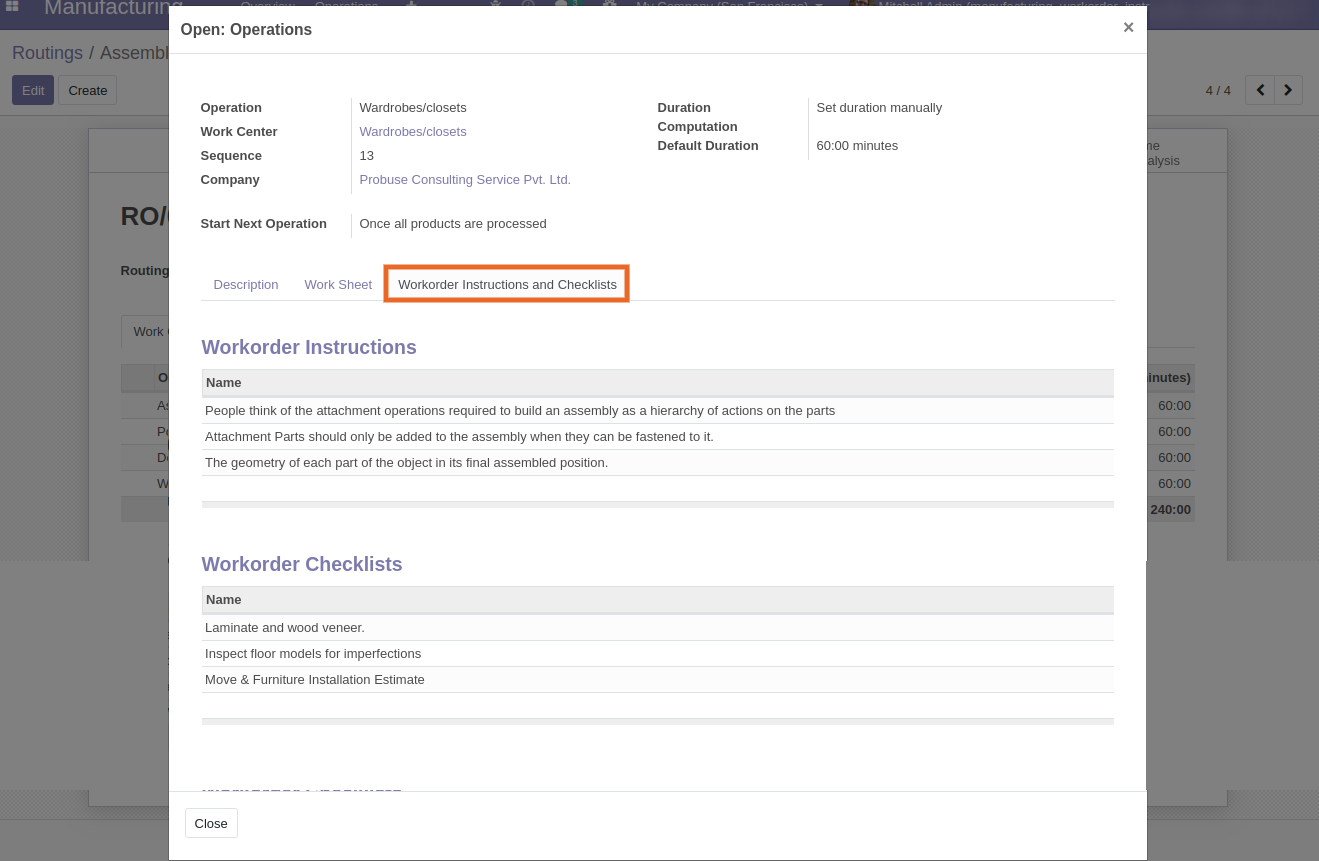 Manufacturing
Overview Operations
My Company (San Francisco)
Open: Operations
×
Routings / Assembl
Edit
Create
4 / 4
Operation
Wardrobes/closets
Duration Computation
Set duration manually
Work Center
Wardrobes/closets
Sequence
13
Default Duration
60:00 minutes
Company
Probuse Consulting Service Pvt. Ltd.
Start Next Operation
Once all products are processed
RO/
Routing
Description
Work Sheet
Workorder Instructions and Checklists
Work
Workorder Instructions
Name
inutes)
People think of the attachment operations required to build an assembly as a hierarchy of actions on the parts
60:00
Attachment Parts should only be added to the assembly when they can be fastened to it.
60:00
The geometry of each part of the object in its final assembled position.
60:00
60:00
240:00
Workorder Checklists
Name
Laminate and wood veneer.
Inspect floor models for imperfections
Move & Furniture Installation Estimate
Close